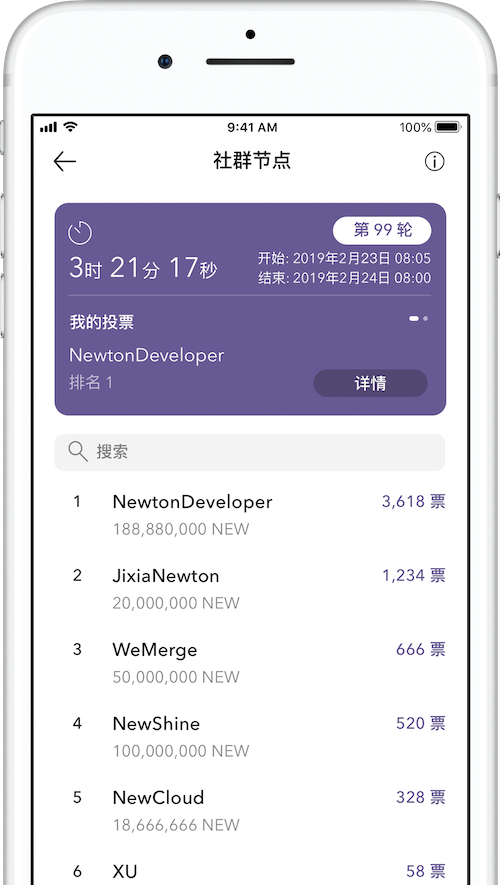 9:41 AM 100%
社群节点
第 99 轮
3时 21分 17秒
开始: 2019年2月23日 08:05
结束: 2019年2月24日 08:00
我的投票
NewtonDeveloper
排名 1
详情
搜索
1 NewtonDeveloper 3,618 票
188,880,000 NEW
2 JixiaNewton 1,234 票
20,000,000 NEW
3 WeMerge 666 票
50,000,000 NEW
4 NewShine 520 票
100,000,000 NEW
5 NewCloud 328 票
18,666,666 NEW
6 XU 58 票